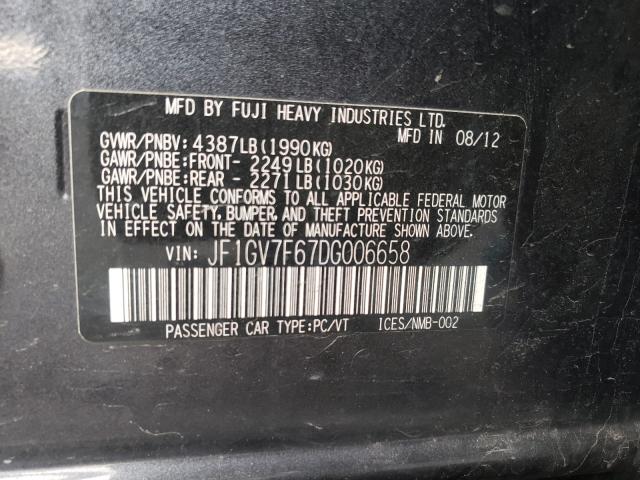 MFD BY FUJI HEAVY INDUSTRIES LTD.
MFD IN 08/12
GVWR/PNBV: 4387LB(1990KG)
GAWR/PNBE:FRONT- 2249LB(1020KG)
GAWR/PNBE:REAR - 2271LB(1030KG)
THIS VEHICLE CONFORMS TO ALL APPLICABLE FEDERAL MOTOR
VEHICLE SAFETY, BUMPER, AND THEFT PREVENTION STANDARDS
IN EFFECT ON THE DATE OF MANUFACTURE SHOWN ABOVE.
VIN: JF1GV7F67DG006658
PASSENGER CAR TYPE:PC/VT ICES/NMB-002